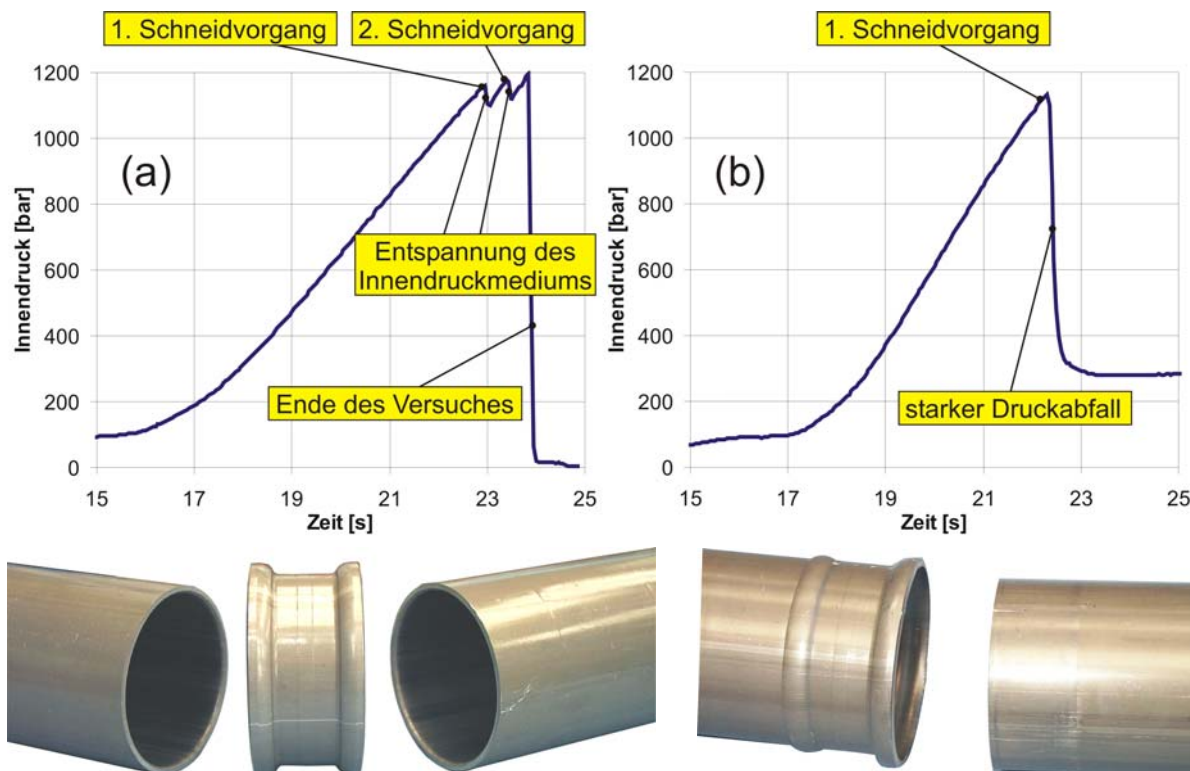 1. Schneidvorgang
2. Schneidvorgang
(a)
1200
1000
800
600
400
200
0
Innendruck [bar]
Entspannung des
Innendruckmediums
Ende des Versuches
15
17
19
21
23
25
Zeit [s]
1. Schneidvorgang
(b)
1200
1000
800
600
400
200
0
Innendruck [bar]
starker Druckabfall
15
17
19
21
23
25
Zeit [s]